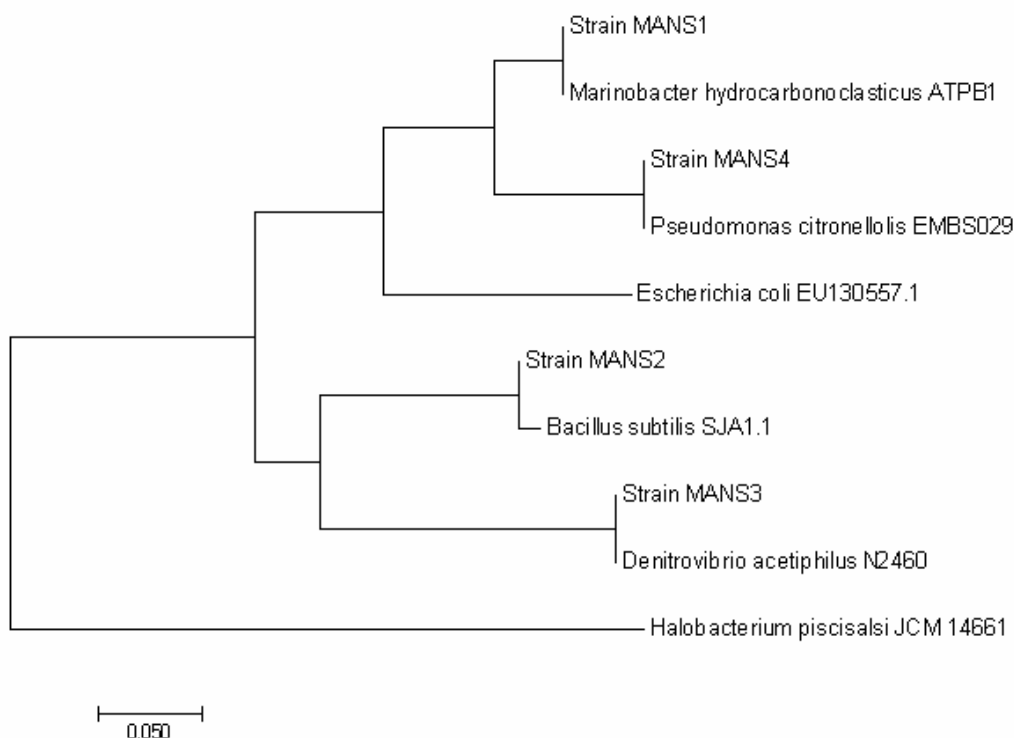 Strain MANS1
Marinobacter hydrocarbonoclasticus ATPB1
Strain MANS4
Pseudomonas citronellolis EMBS029
Escherichia coli EU130557.1
Strain MANS2
Bacillus subtilis SJA1.1
Strain MANS3
Denitrovibrio acetiphilus N2460
Halobacterium piscisalsi JCM 14661
0.050